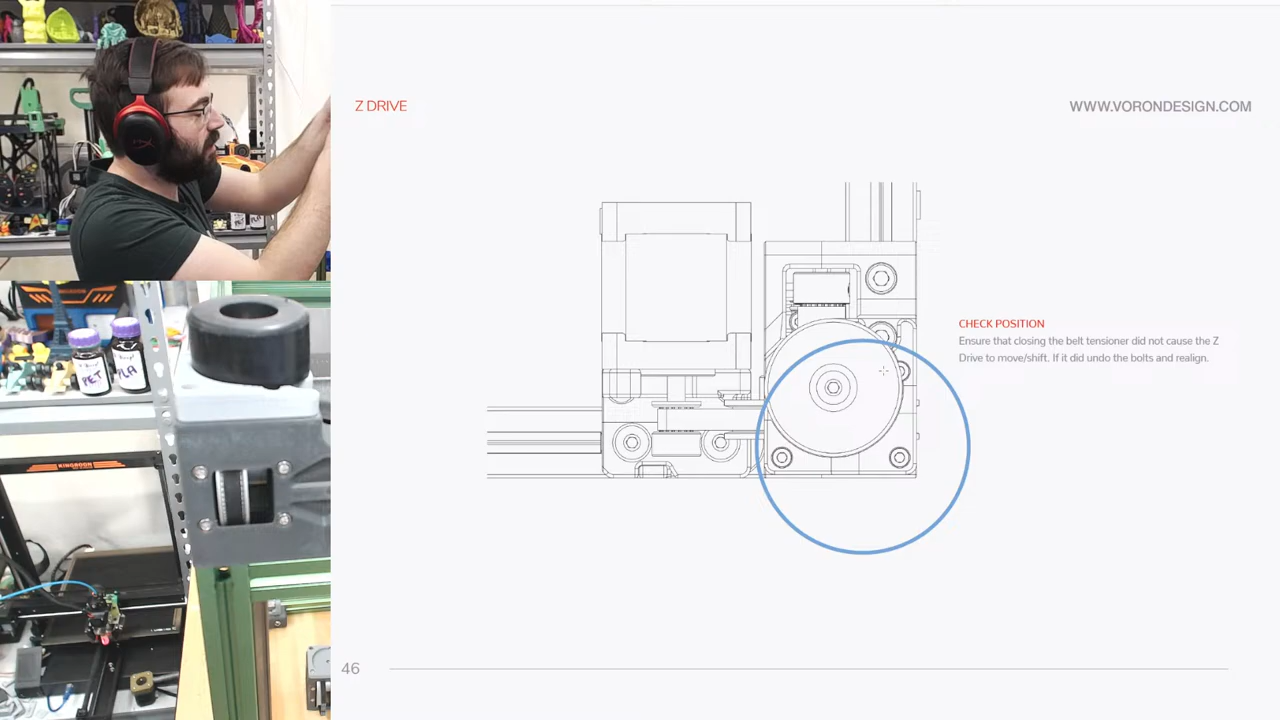 Z DRIVE
WWW.VORONDESIGN.COM
CHECK POSITION
Ensure that closing the belt tensioner did not cause the Z
Drive to move/shift. If it did undo the bolts and realign.
46
PET
PLA
KINGROON